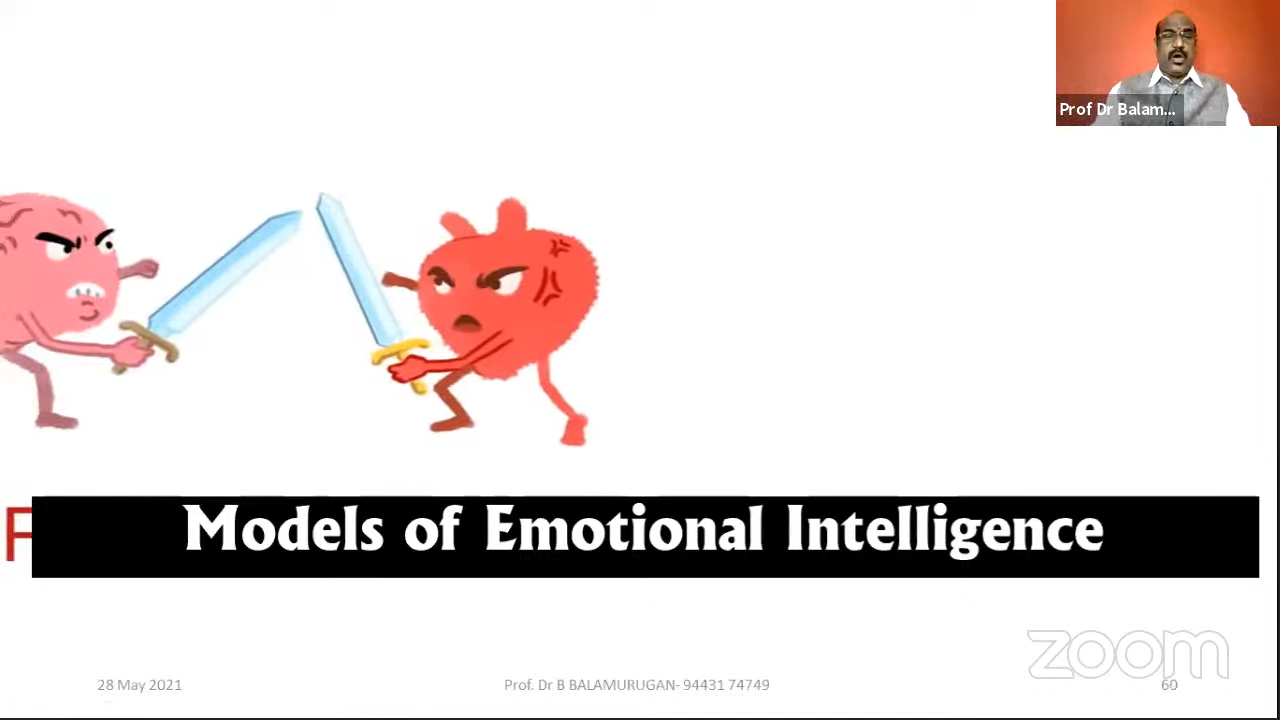 Prof Dr Balam...
F
Models of Emotional Intelligence
zoom
28 May 2021
Prof. Dr B BALAMURUGAN- 94431 74749
60